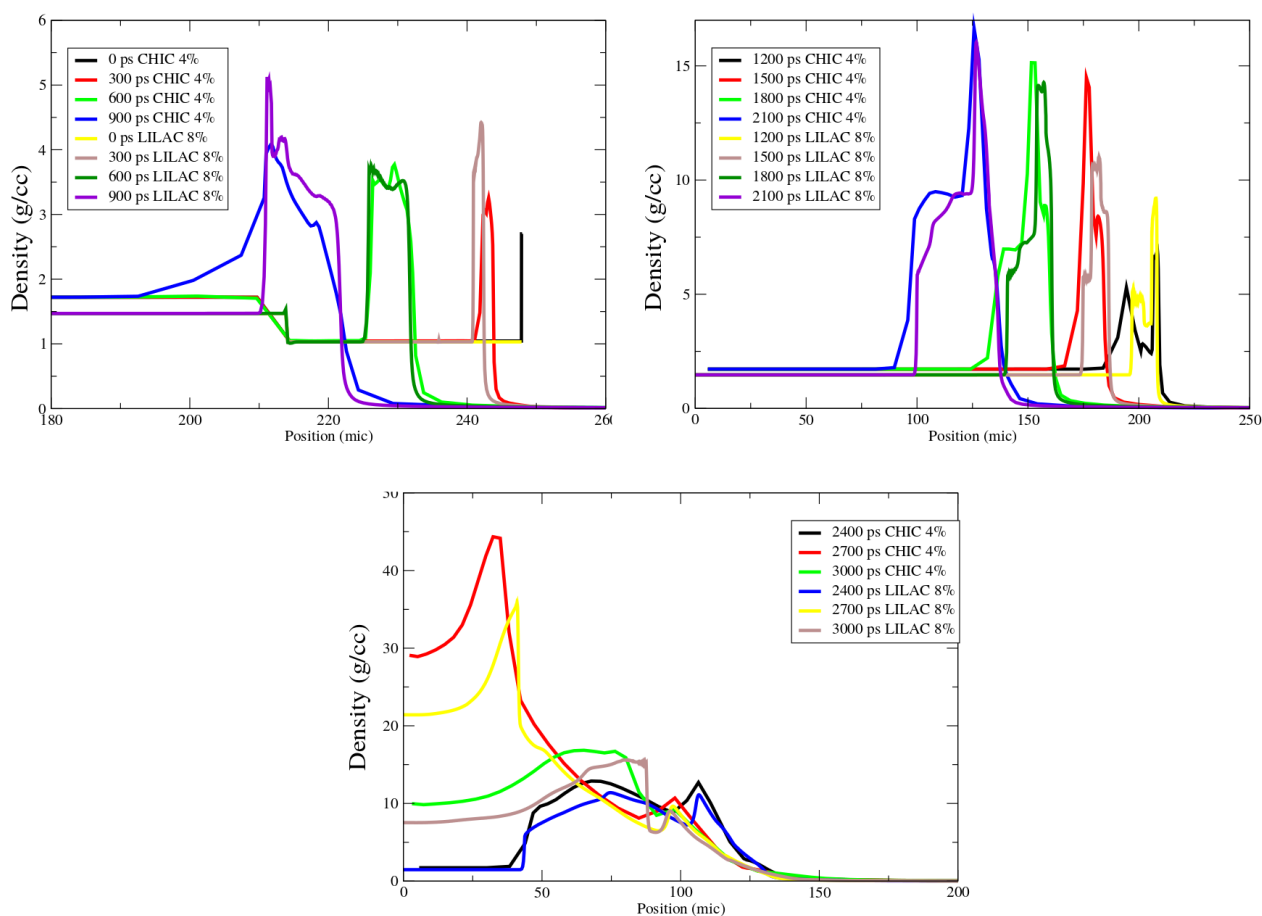 6
5
4
3
2
1
0
180
200
220
240
26
Density (g/cc)
Position (mic)
0 ps CHIC 4%
300 ps CHIC 4%
600 ps CHIC 4%
900 ps CHIC 4%
0 ps LILAC 8%
300 ps LILAC 8%
600 ps LILAC 8%
900 ps LILAC 8%
15
10
5
0
0
50
100
150
200
250
Density (g/cc)
Position (mic)
1200 ps CHIC 4%
1500 ps CHIC 4%
1800 ps CHIC 4%
2100 ps CHIC 4%
1200 ps LILAC 8%
1500 ps LILAC 8%
1800 ps LILAC 8%
2100 ps LILAC 8%
50
40
30
20
10
0
0
50
100
150
200
Density (g/cc)
Position (mic)
2400 ps CHIC 4%
2700 ps CHIC 4%
3000 ps CHIC 4%
2400 ps LILAC 8%
2700 ps LILAC 8%
3000 ps LILAC 8%